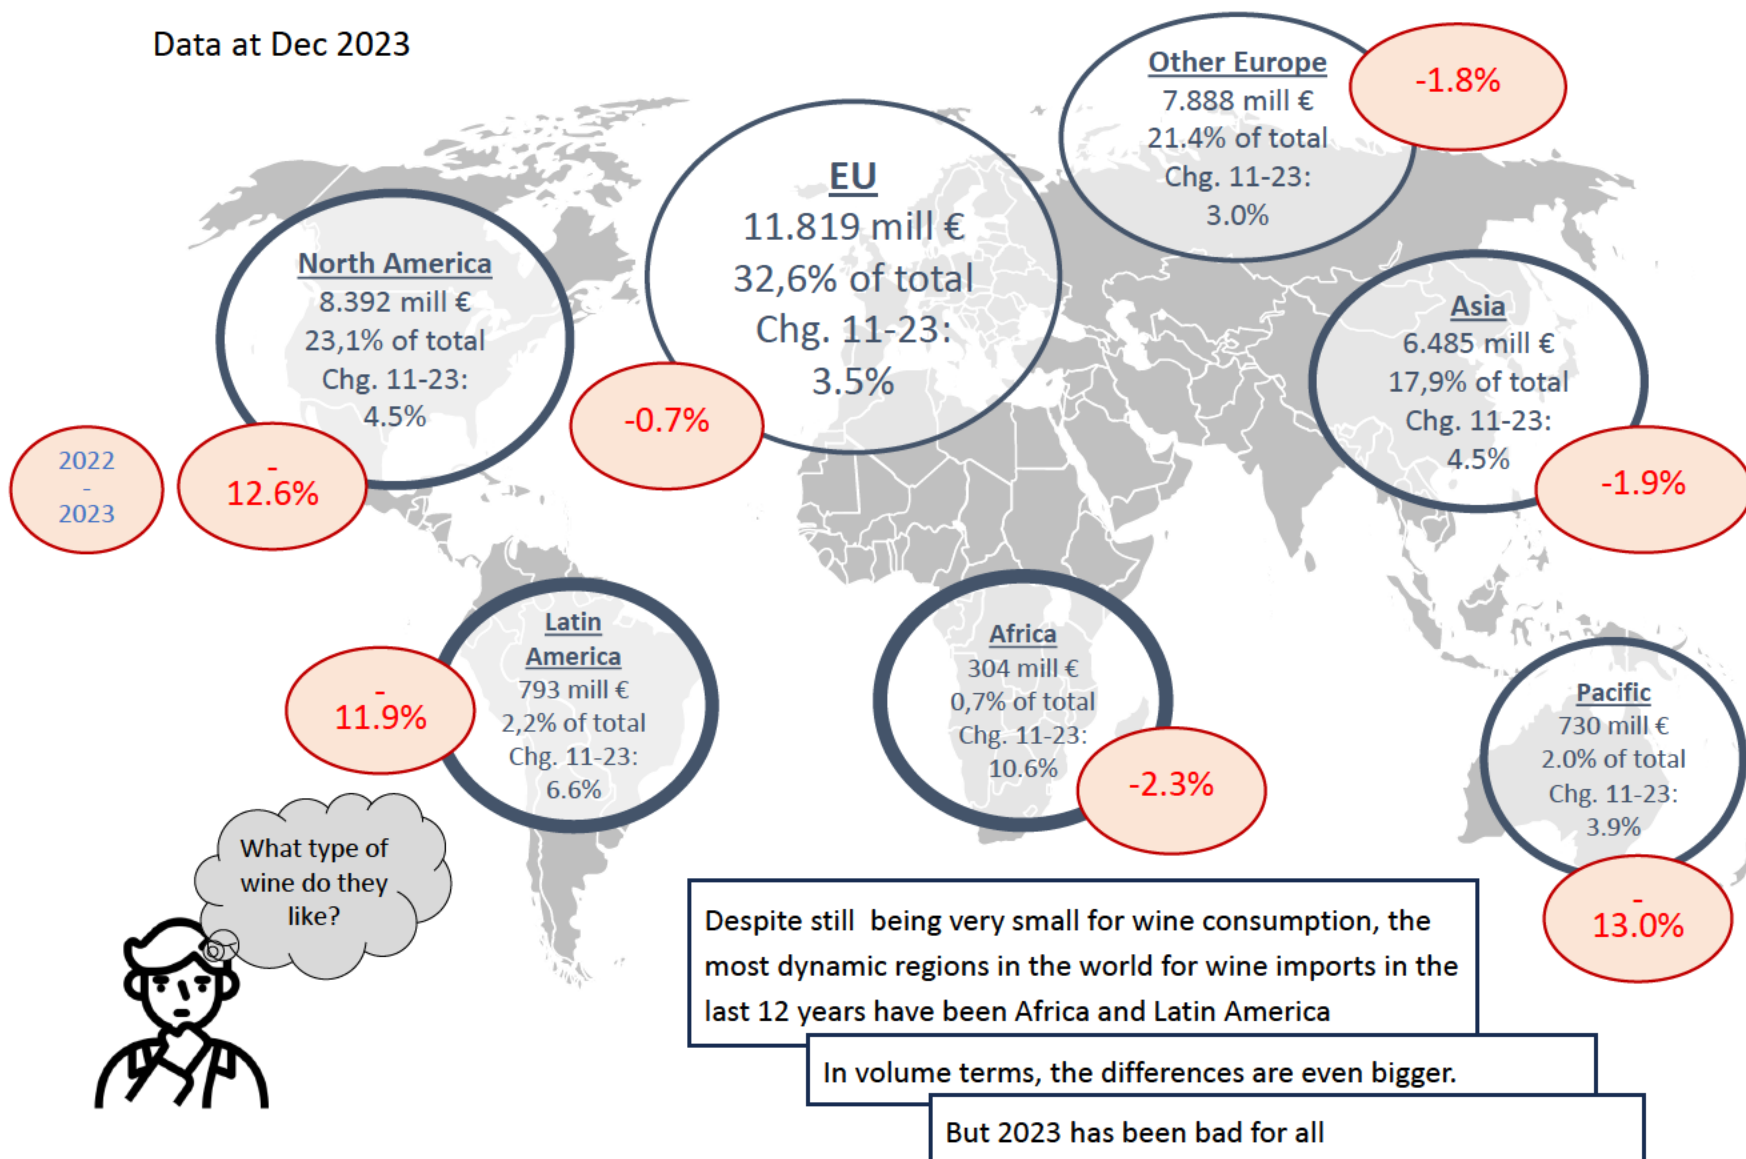 Data at Dec 2023
Other Europe
7.888 mill €
21.4% of total
Chg. 11-23:
3.0%
-1.8%
EU
11.819 mill €
32,6% of total
Chg. 11-23:
3.5%
-0.7%
North America
8.392 mill €
23,1% of total
Chg. 11-23:
4.5%
-
12.6%
2022
-
2023
Asia
6.485 mill €
17,9% of total
Chg. 11-23:
4.5%
-1.9%
Latin
America
793 mill €
2,2% of total
Chg. 11-23:
6.6%
-
11.9%
Africa
304 mill €
0,7% of total
Chg. 11-23:
10.6%
-2.3%
Pacific
730 mill €
2.0% of total
Chg. 11-23:
3.9%
-
13.0%
What type of
wine do they
like?
Despite still being very small for wine consumption, the
most dynamic regions in the world for wine imports in the
last 12 years have been Africa and Latin America
In volume terms, the differences are even bigger.
But 2023 has been bad for all